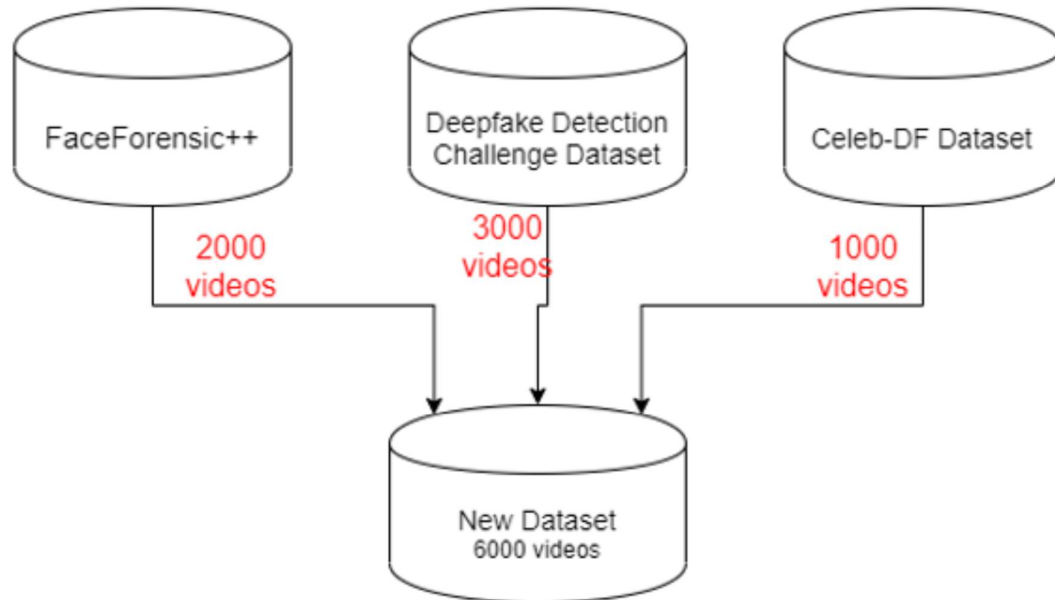 FaceForensic++
Deepfake Detection
Challenge Dataset
Celeb-DF Dataset
2000
videos
3000
videos
1000
videos
New Dataset
6000 videos